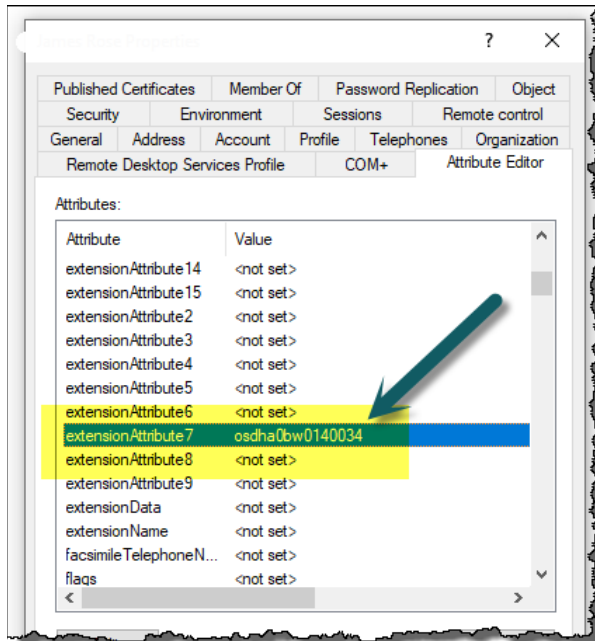 ?
Published Certificates Member Of Password Replication Object
Security Environment Sessions Remote control
General Address Account Profile Telephones Organization
Remote Desktop Services Profile COM+ Attribute Editor
Attributes:
Attribute Value
extensionAttribute14 <not set>
extensionAttribute15 <not set>
extensionAttribute2 <not set>
extensionAttribute3 <not set>
extensionAttribute4 <not set>
extensionAttribute5 <not set>
extensionAttribute6 <not set>
extensionAttribute7 osdha0bw0140034
extensionAttribute8 <not set>
extensionAttribute9 <not set>
extensionData <not set>
extensionName <not set>
facsimileTelephoneN... <not set>
flags <not set>